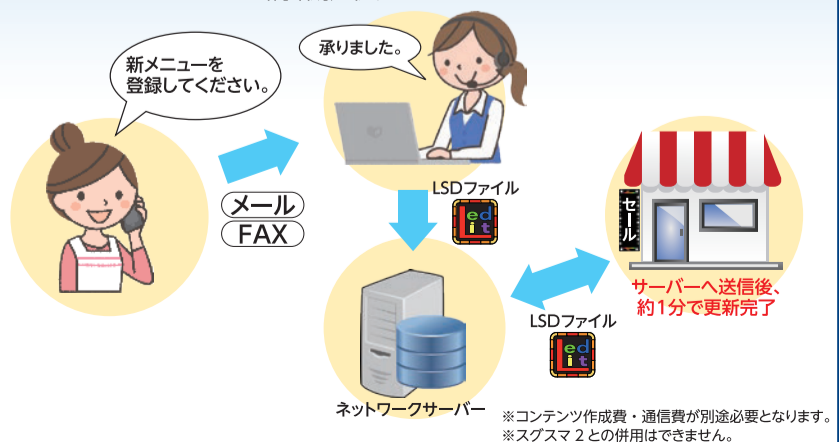 新メニューを
登録してください。
承りました。
メール
FAX
LSDファイル
Led
it
セール
サーバーへ送信後、
約1分で更新完了
LSDファイル
Led
it
ネットワークサーバー
※コンテンツ作成費・通信費が別途必要となります。
※スグスマ2との併用はできません。